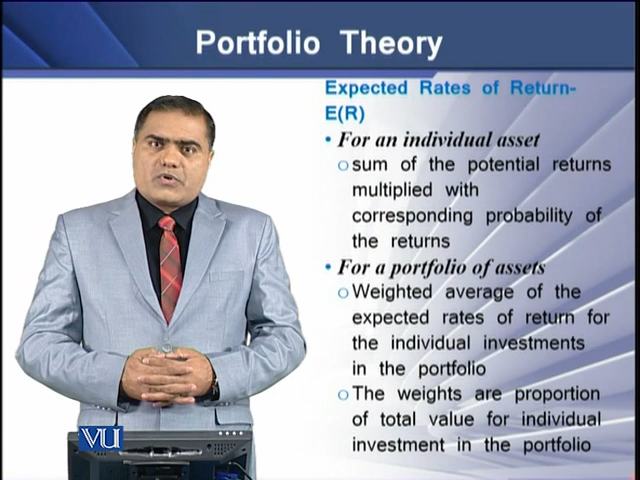 Portfolio Theory
Expected Rates of Return-
E(R)
• For an individual asset
o sum of the potential returns
multiplied with
corresponding probability of
the returns
• For a portfolio of assets
o Weighted average of the
expected rates of return for
the individual investments
in the portfolio
o The weights are proportion
of total value for individual
investment in the portfolio
VU